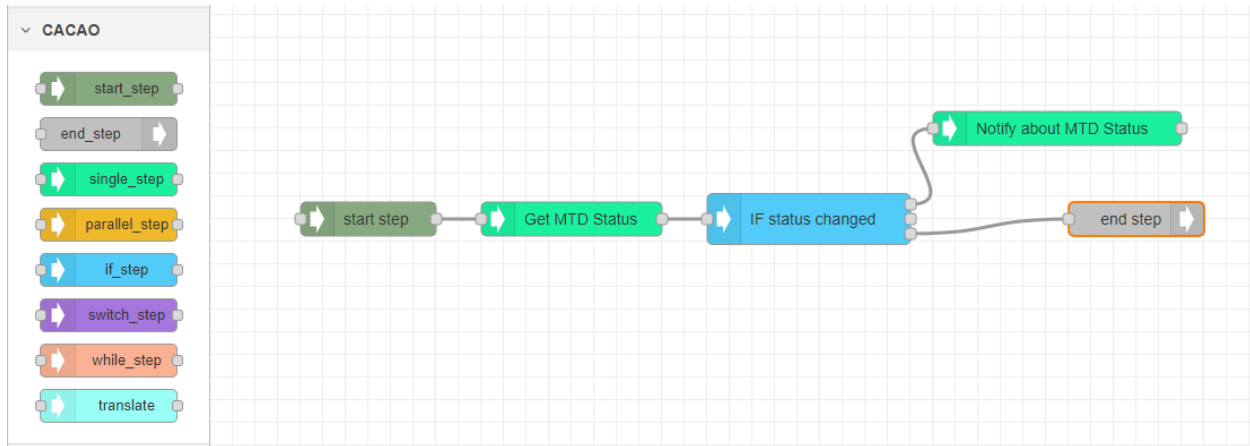 CACAO
start_step
end_step
single_step
parallel_step
if_step
switch_step
while_step
translate
start step
Get MTD Status
IF status changed
Notify about MTD Status
end step